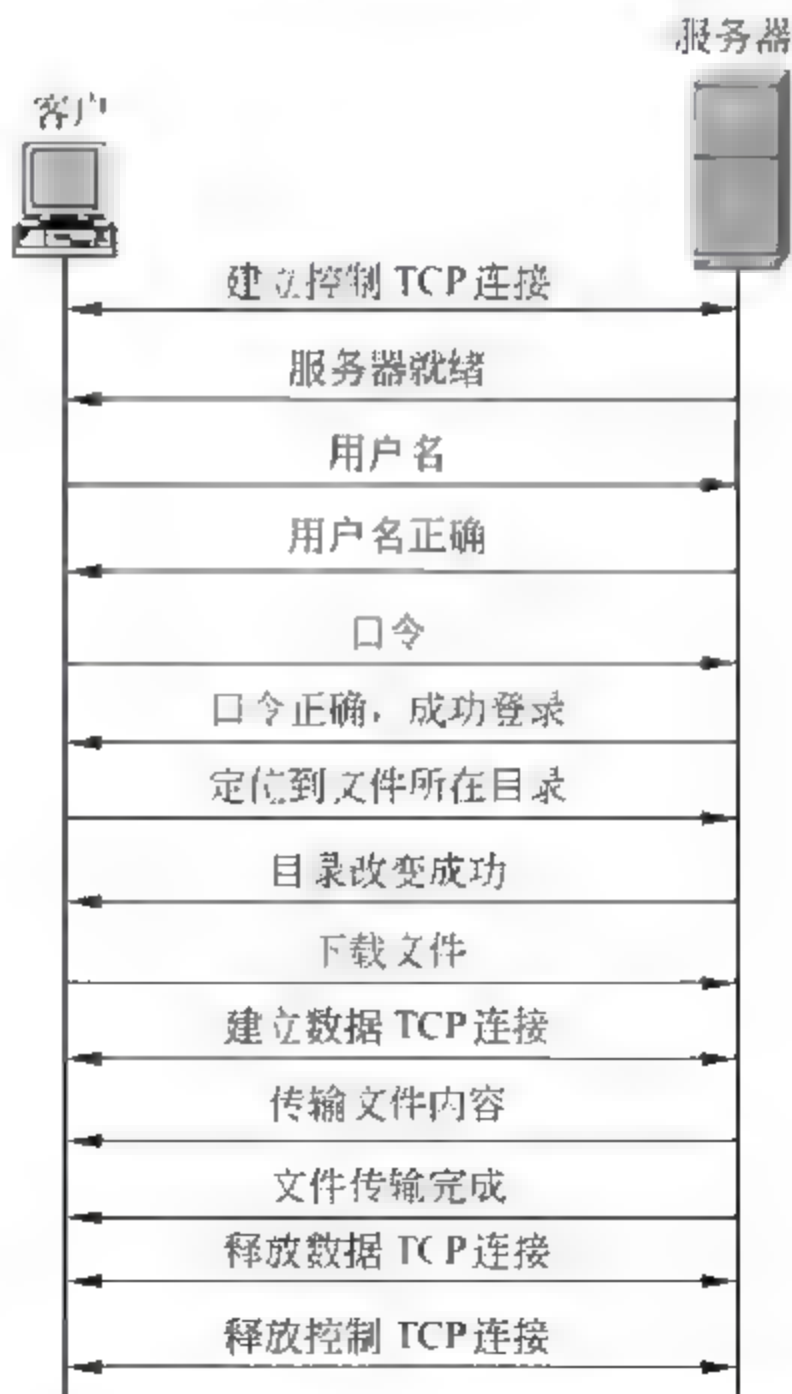 服务器
客户
建立控制 TCP 连接
服务器就绪
用户名
用户名正确
口令
口令正确，成功登录
定位到文件所在目录
目录改变成功
下载文件
建立数据 TCP 连接
传输文件内容
文件传输完成
释放数据 TCP 连接
释放控制 TCP 连接